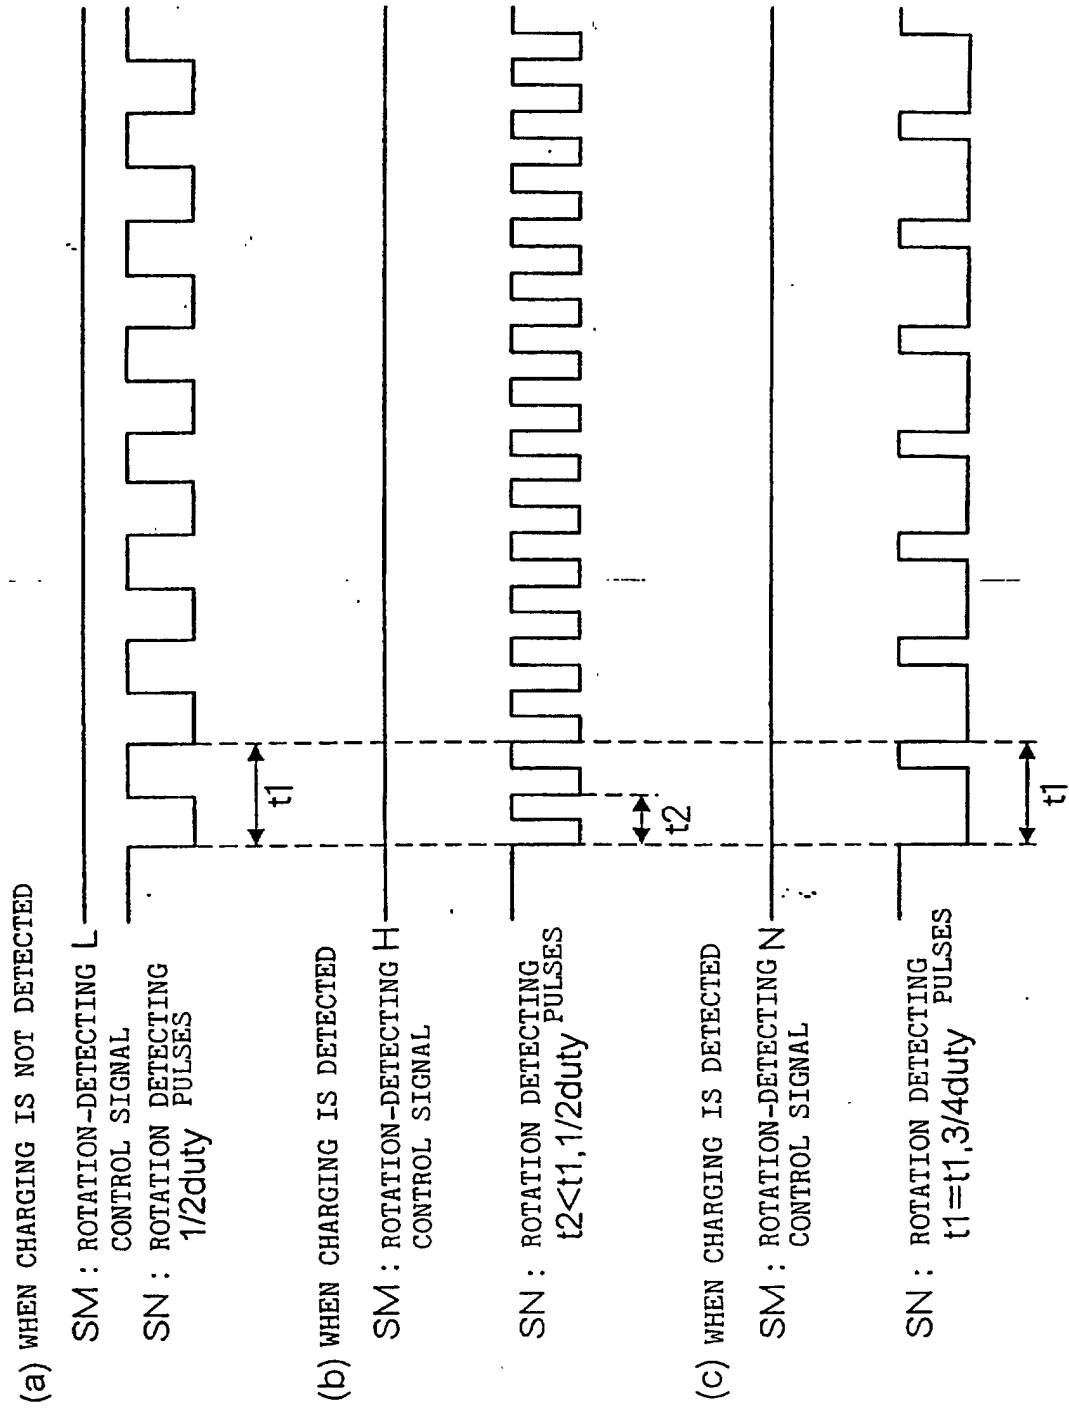 (a) WHEN CHARGING IS NOT DETECTED
SM : ROTATION-DETECTING L
CONTROL SIGNAL
SN : ROTATION DETECTING
1/2duty PULSES
t1
(b) WHEN CHARGING IS DETECTED
SM : ROTATION-DETECTING H
CONTROL SIGNAL
SN : ROTATION DETECTING
t2<t1,1/2duty PULSES
t2
(c) WHEN CHARGING IS DETECTED
SM : ROTATION-DETECTING N
CONTROL SIGNAL
SN : ROTATION DETECTING
t1=t1,3/4duty PULSES
t1